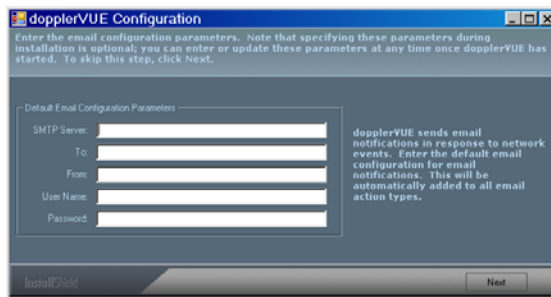 dopplerVUE Configuration
Enter the email configuration parameters. Note that specifying these parameters during
installation is optional; you can enter or update these parameters at any time once dopplerVUE has
started. To skip this step, click Next.
Default Email Configuration Parameters
SMTP Server:
To:
From:
User Name:
Password:
dopplerVUE sends email
notifications in response to network
events. Enter the default email
configuration for email
notifications. This will be
automatically added to all email
action types.
InstallShield
Next